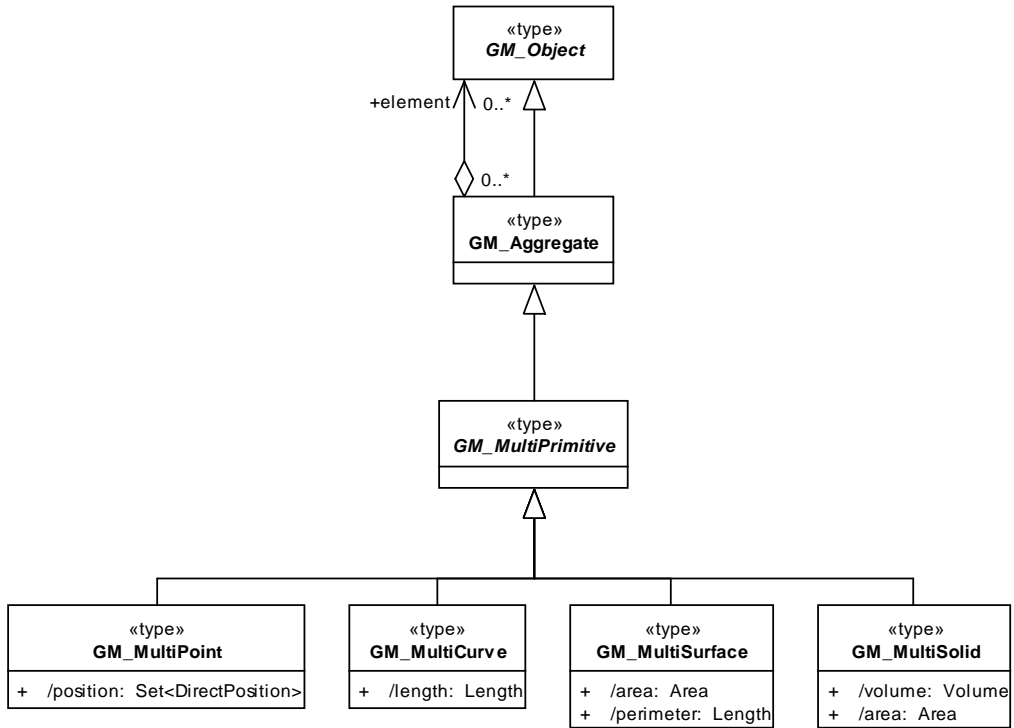 «type»
GM_Object
+element
0..*
0..*
«type»
GM_Aggregate
«type»
GM_MultiPrimitive
«type»
GM_MultiPoint
+ /position: Set<DirectPosition>
«type»
GM_MultiCurve
+ /length: Length
«type»
GM_MultiSurface
+ /area: Area
+ /perimeter: Length
«type»
GM_MultiSolid
+ /volume: Volume
+ /area: Area